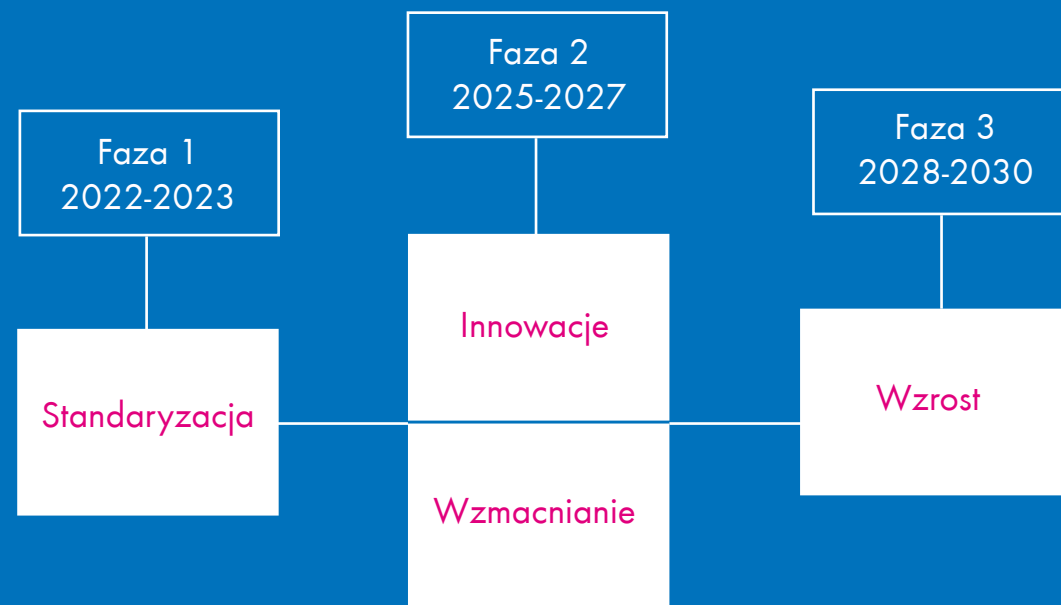 Faza 1
2022-2023
Standaryzacja
Faza 2
2025-2027
Innowacje
Wzmacnianie
Faza 3
2028-2030
Wzrost